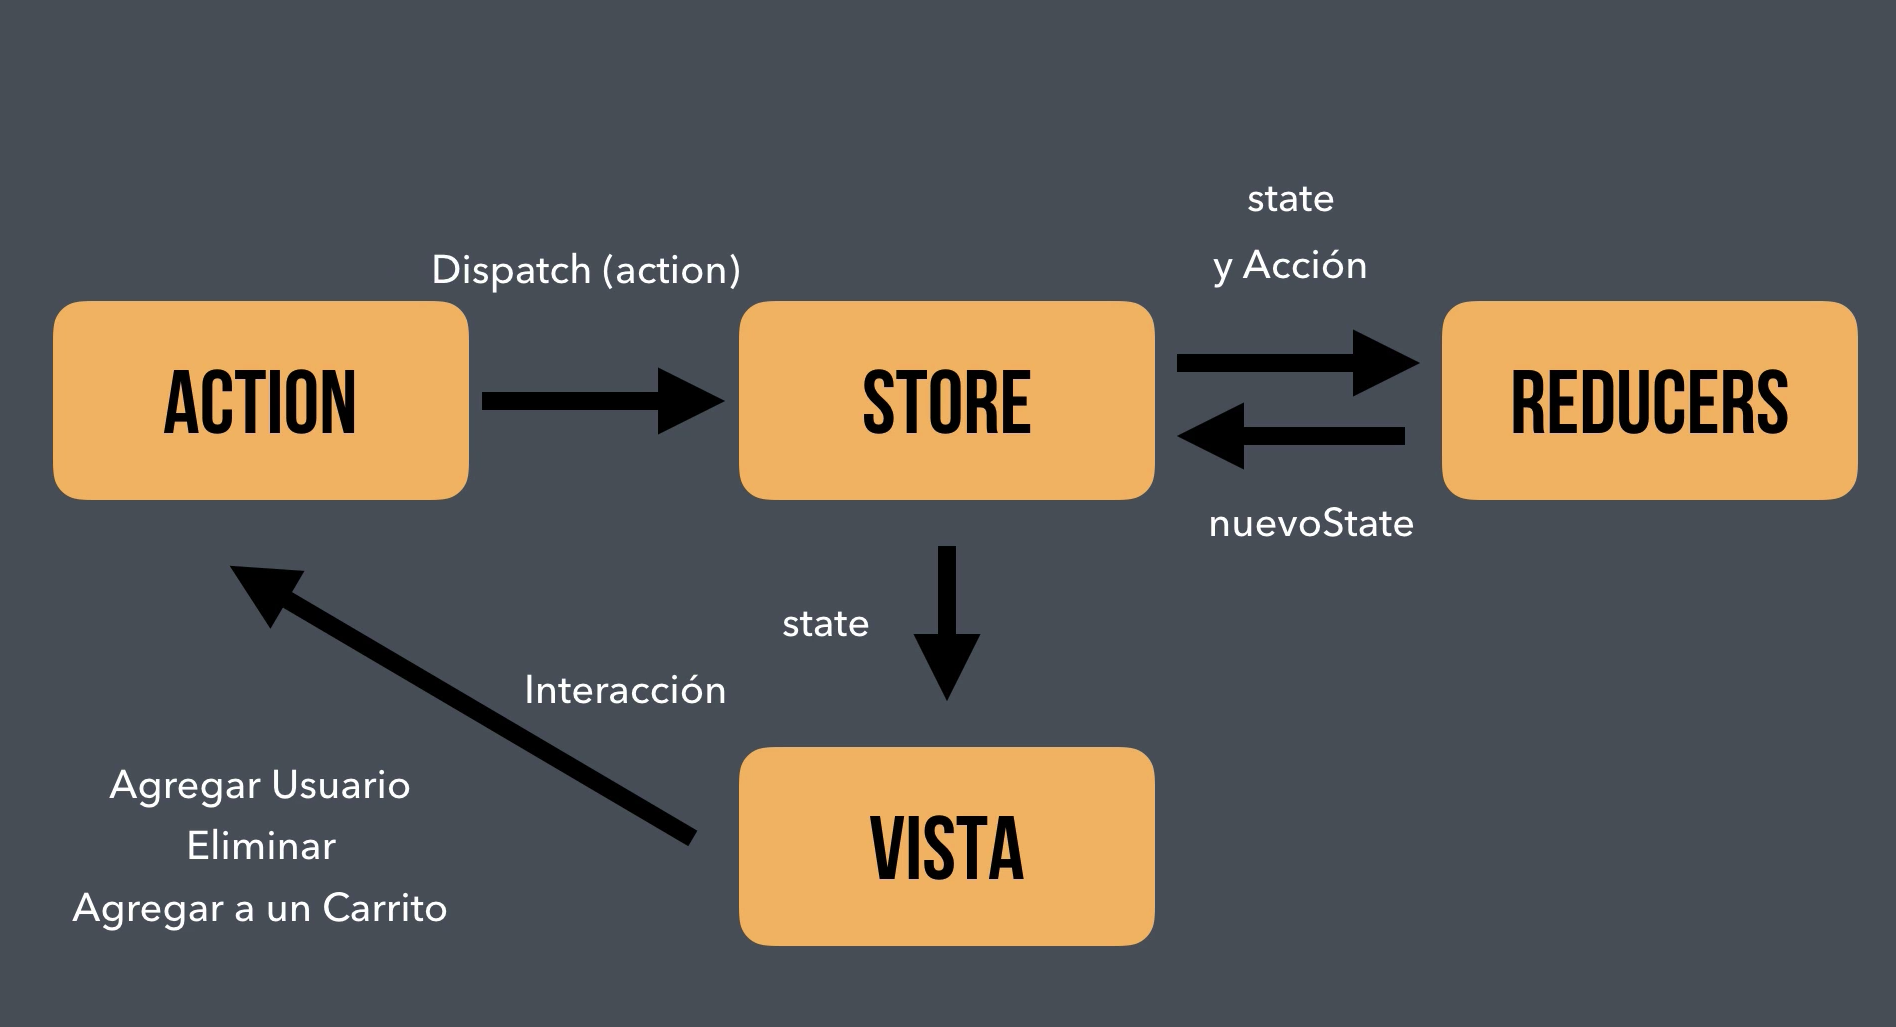 state
y Acción
Dispatch (action)
ACTION
STORE
REDUCERS
nuevoState
state
Interacción
Agregar Usuario
Eliminar
Agregar a un Carrito
VISTA